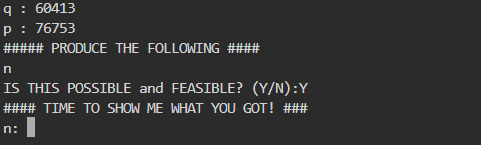 q : 60413
p : 76753
##### PRODUCE THE FOLLOWING ####
n
IS THIS POSSIBLE and FEASIBLE? (Y/N):Y
#### TIME TO SHOW ME WHAT YOU GOT! ###
n: